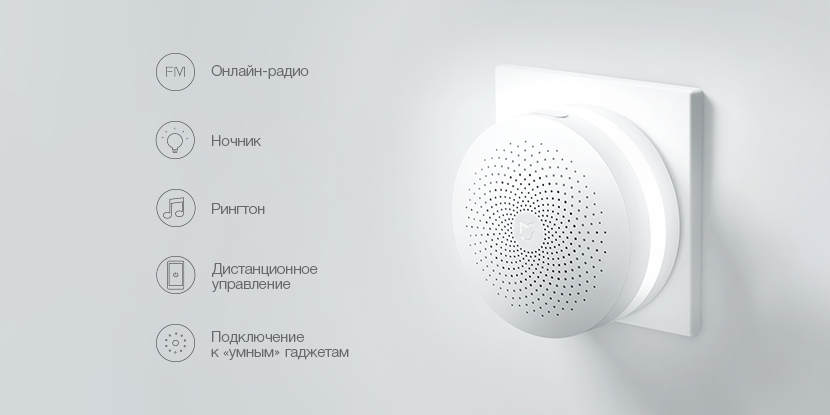 FM
Онлайн-радио
Ночник
Рингтон
Дистанционное
управление
Подключение
к «умным» гаджетам